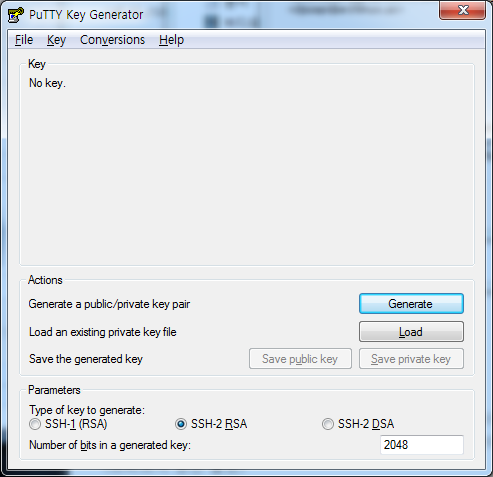 PuTTY Key Generator
File Key Conversions Help
Key
No key.
Actions
Generate a public/private key pair
Generate
Load an existing private key file
Load
Save the generated key
Save public key
Save private key
Parameters
Type of key to generate:
SSH-1 (RSA)
SSH-2 RSA
SSH-2 DSA
Number of bits in a generated key:
2048